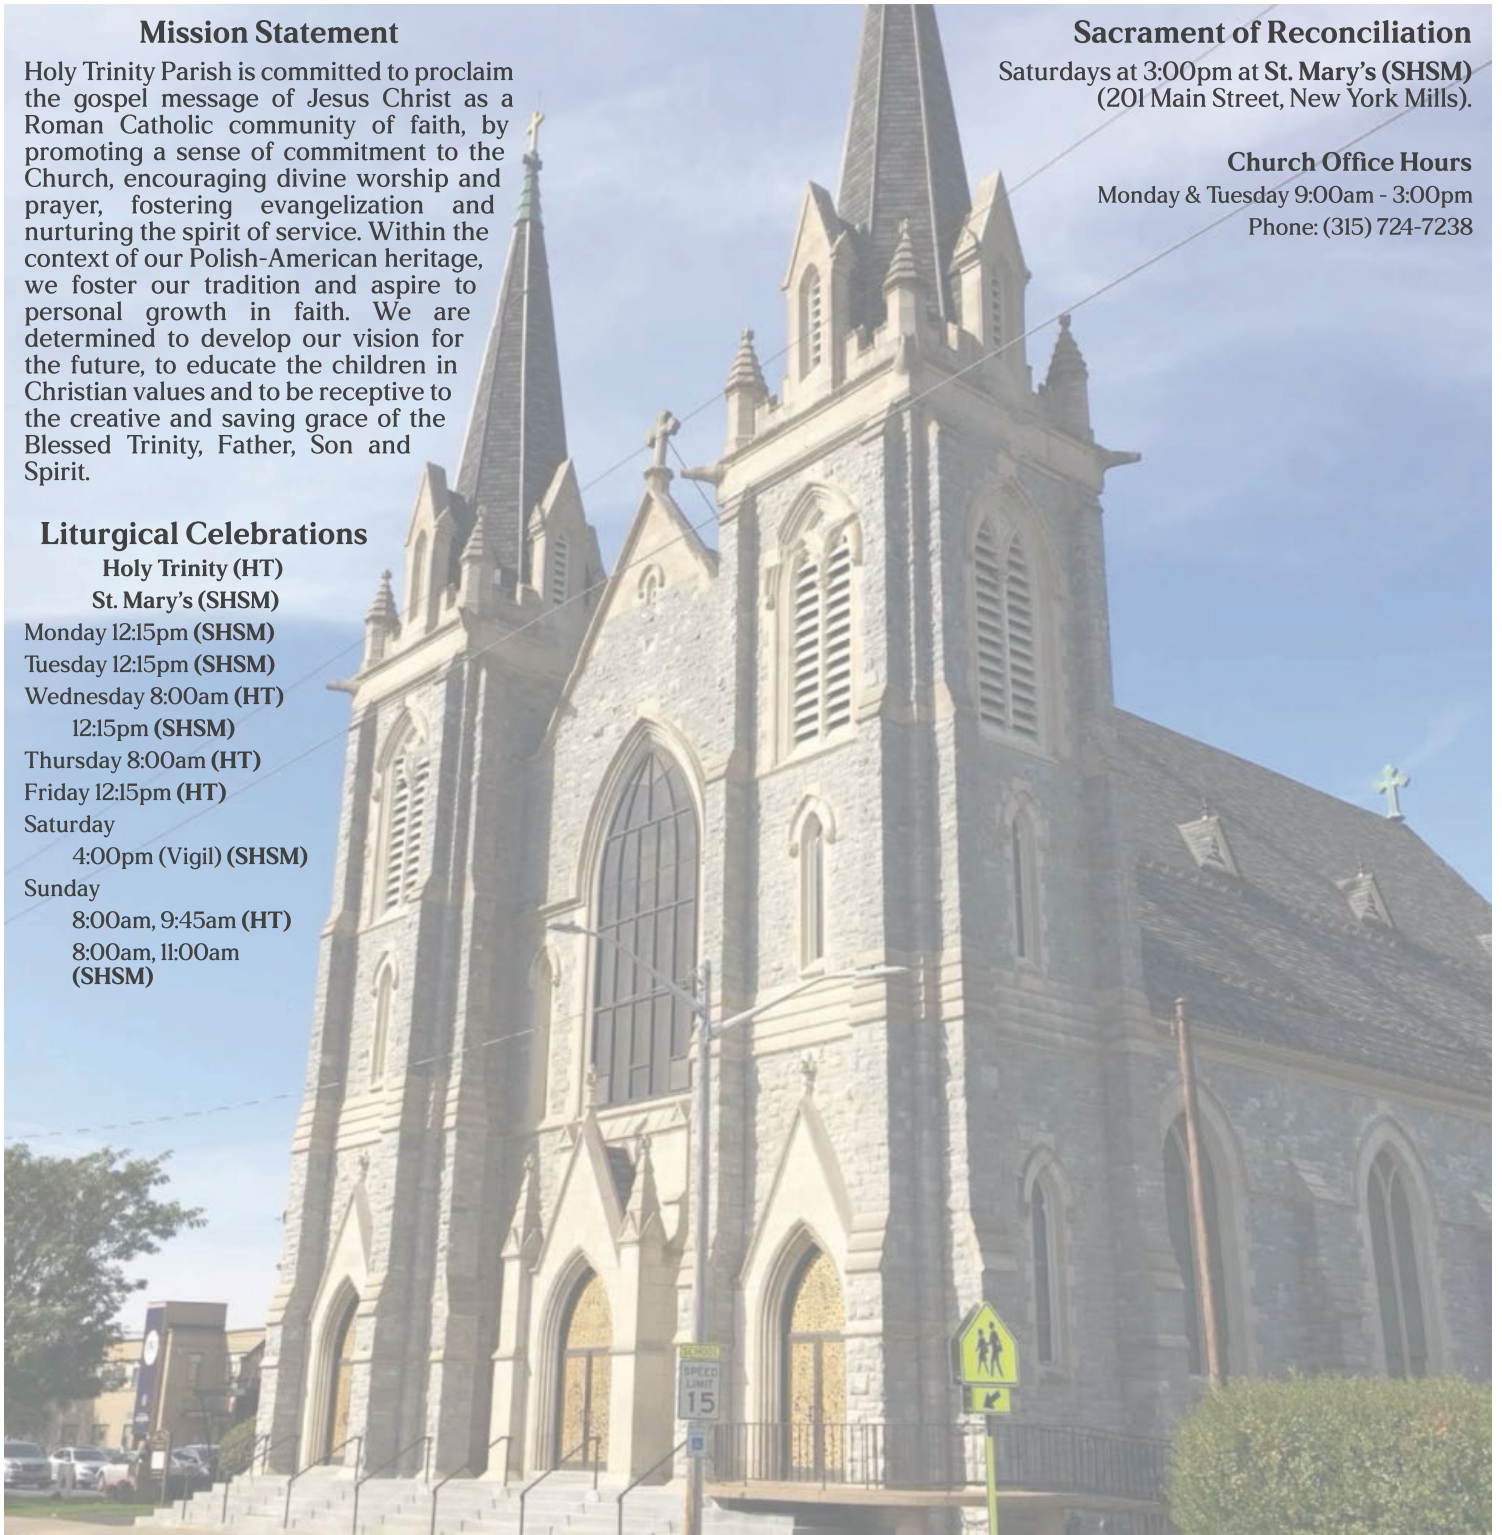 Mission Statement
Holy Trinity Parish is committed to proclaim
the gospel message of Jesus Christ as a
Roman Catholic community of faith, by
promoting a sense of commitment to the
Church, encouraging divine worship and
prayer, fostering evangelization and
nurturing the spirit of service. Within the
context of our Polish-American heritage,
we foster our tradition and aspire to
personal growth in faith. We are
determined to develop our vision for
the future, to educate the children in
Christian values and to be receptive to
the creative and saving grace of the
Blessed Trinity, Father, Son and
Spirit.
Liturgical Celebrations
Holy Trinity (HT)
St. Mary's (SHSM)
Monday 12:15pm (SHSM)
Tuesday 12:15pm (SHSM)
Wednesday 8:00am (HT)
12:15pm (SHSM)
Thursday 8:00am (HT)
Friday 12:15pm (HT)
Saturday
4:00pm (Vigil) (SHSM)
Sunday
8:00am, 9:45am (HT)
8:00am, 11:00am
(SHSM)
Sacrament of Reconciliation
Saturdays at 3:00pm at St. Mary's (SHSM)
(201 Main Street, New York Mills).
Church Office Hours
Monday & Tuesday 9:00am - 3:00pm
Phone: (315) 724-7238
SCHOOL
SPEED
LIMIT
15